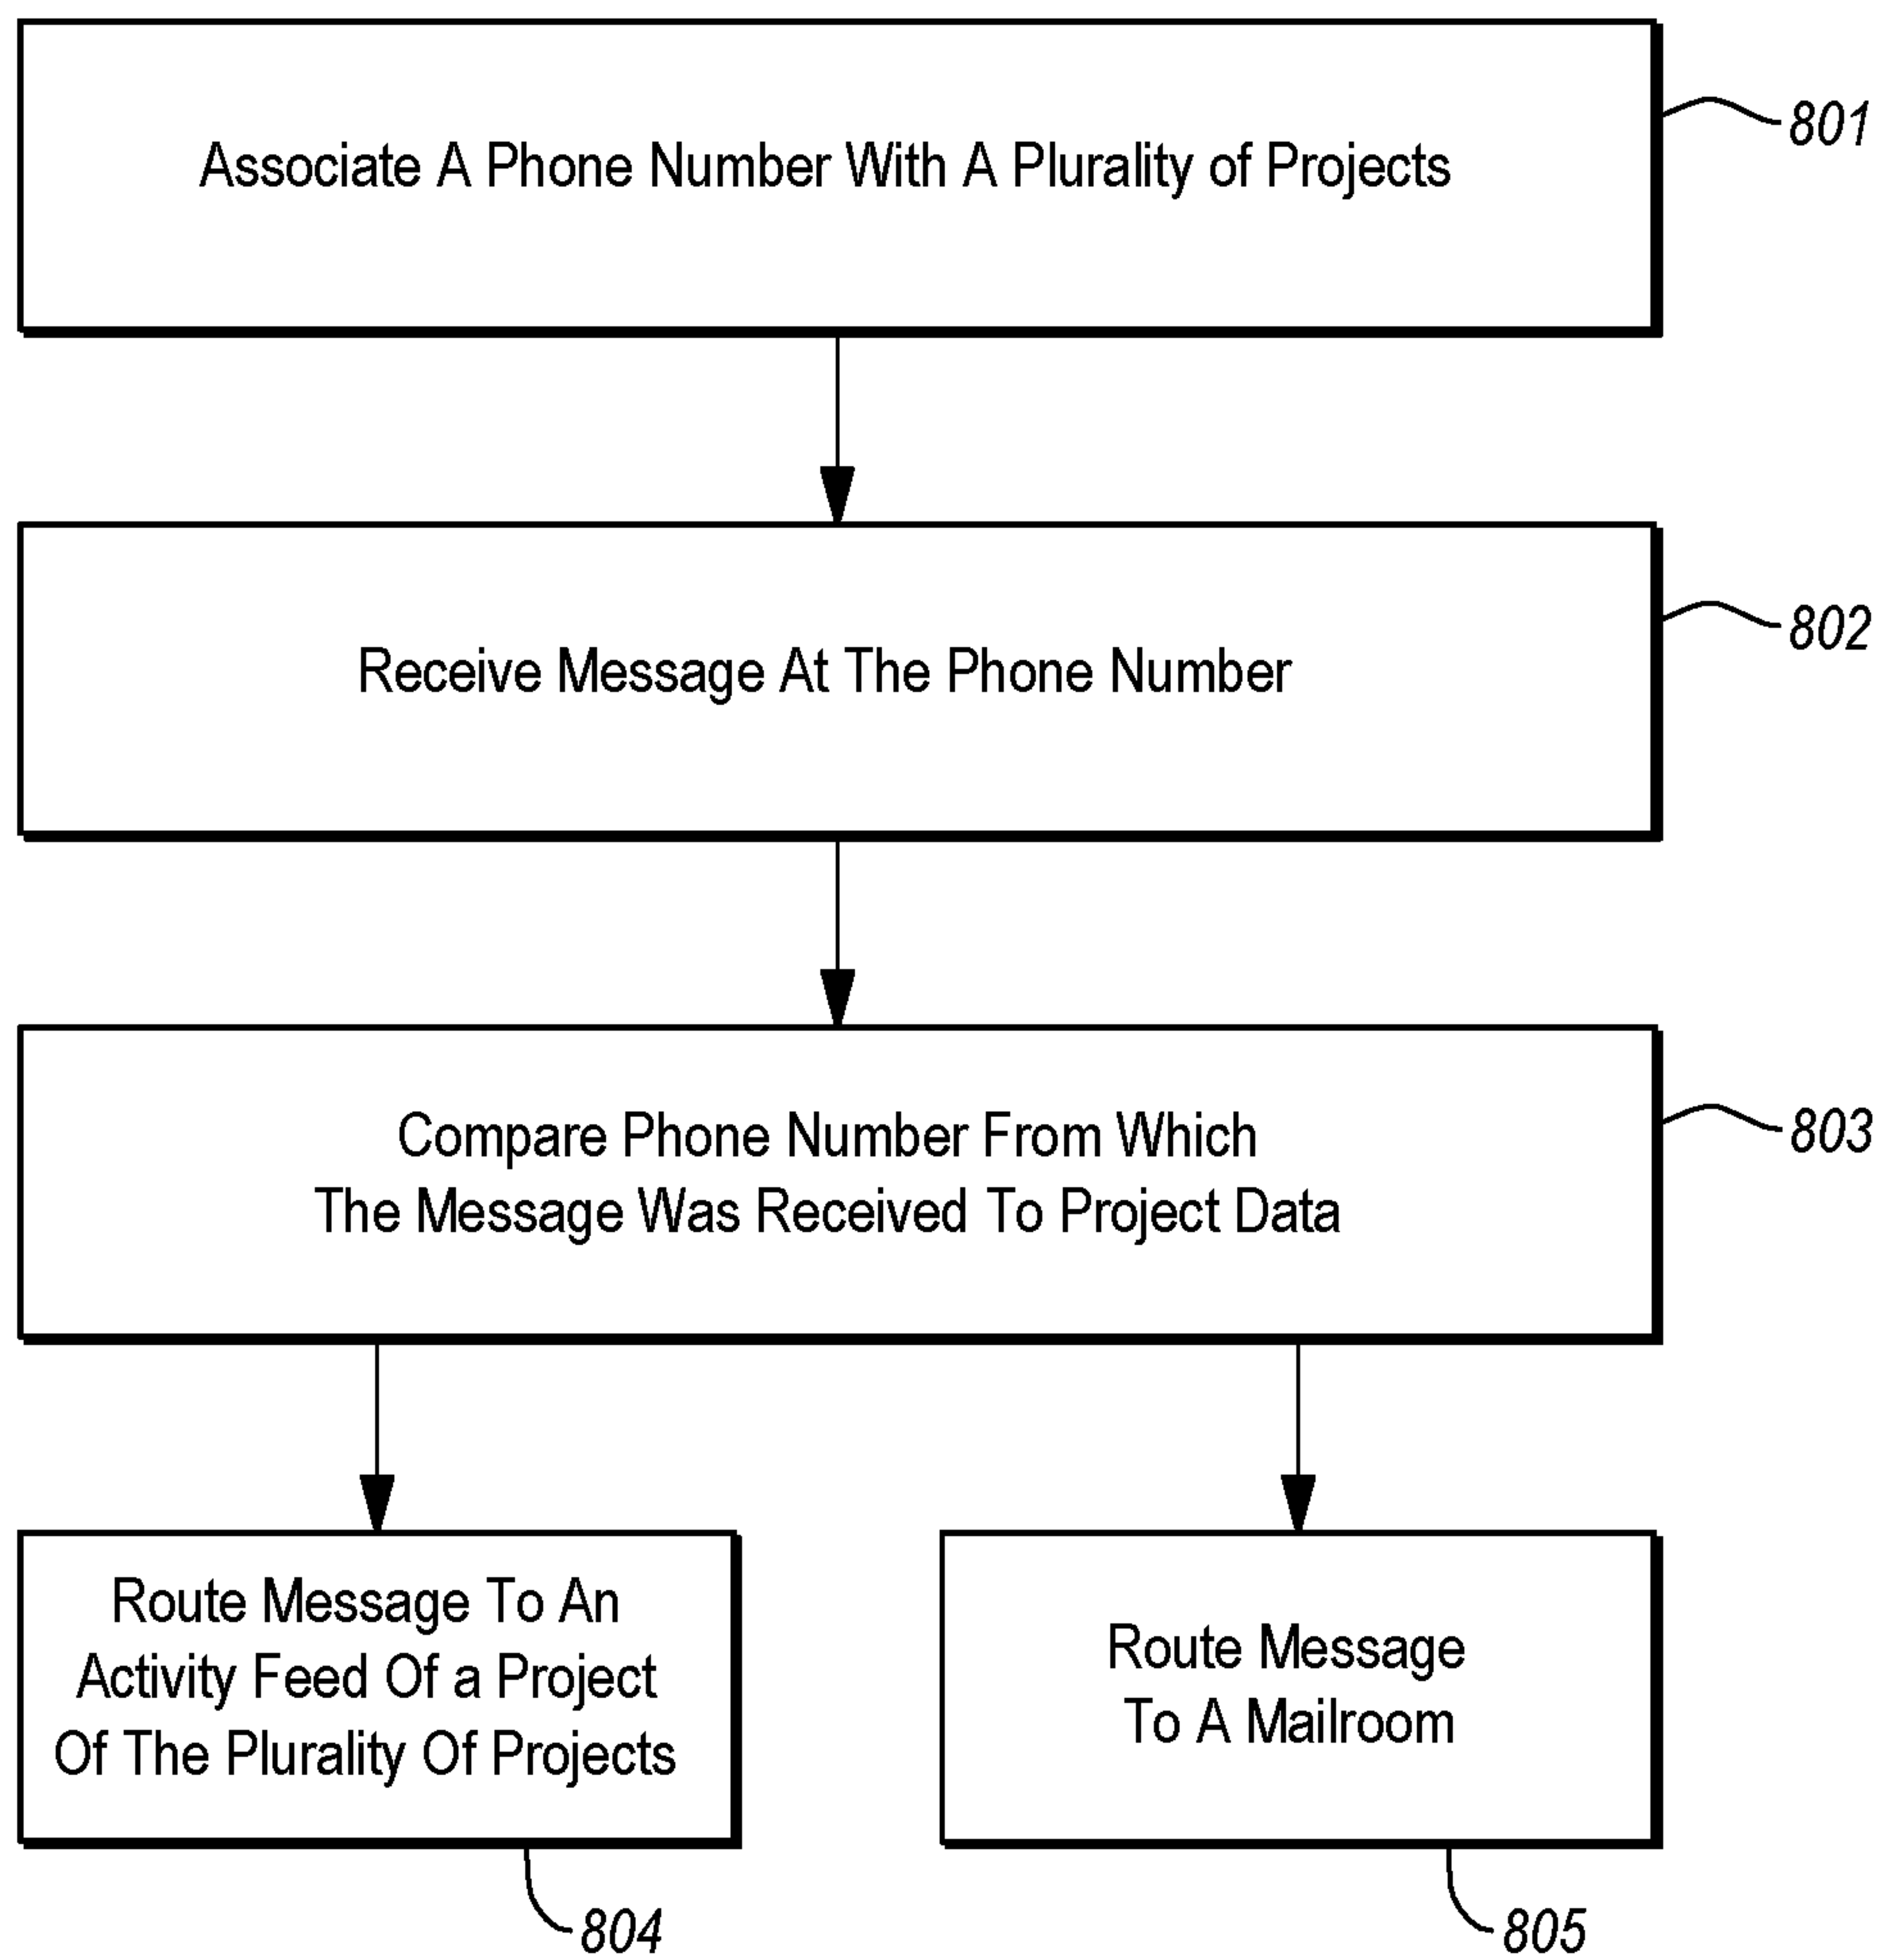 Associate A Phone Number With A Plurality of Projects
801
Receive Message At The Phone Number
802
Compare Phone Number From Which
The Message Was Received To Project Data
803
Route Message To An
Activity Feed Of a Project
Of The Plurality Of Projects
804
Route Message
To A Mailroom
805